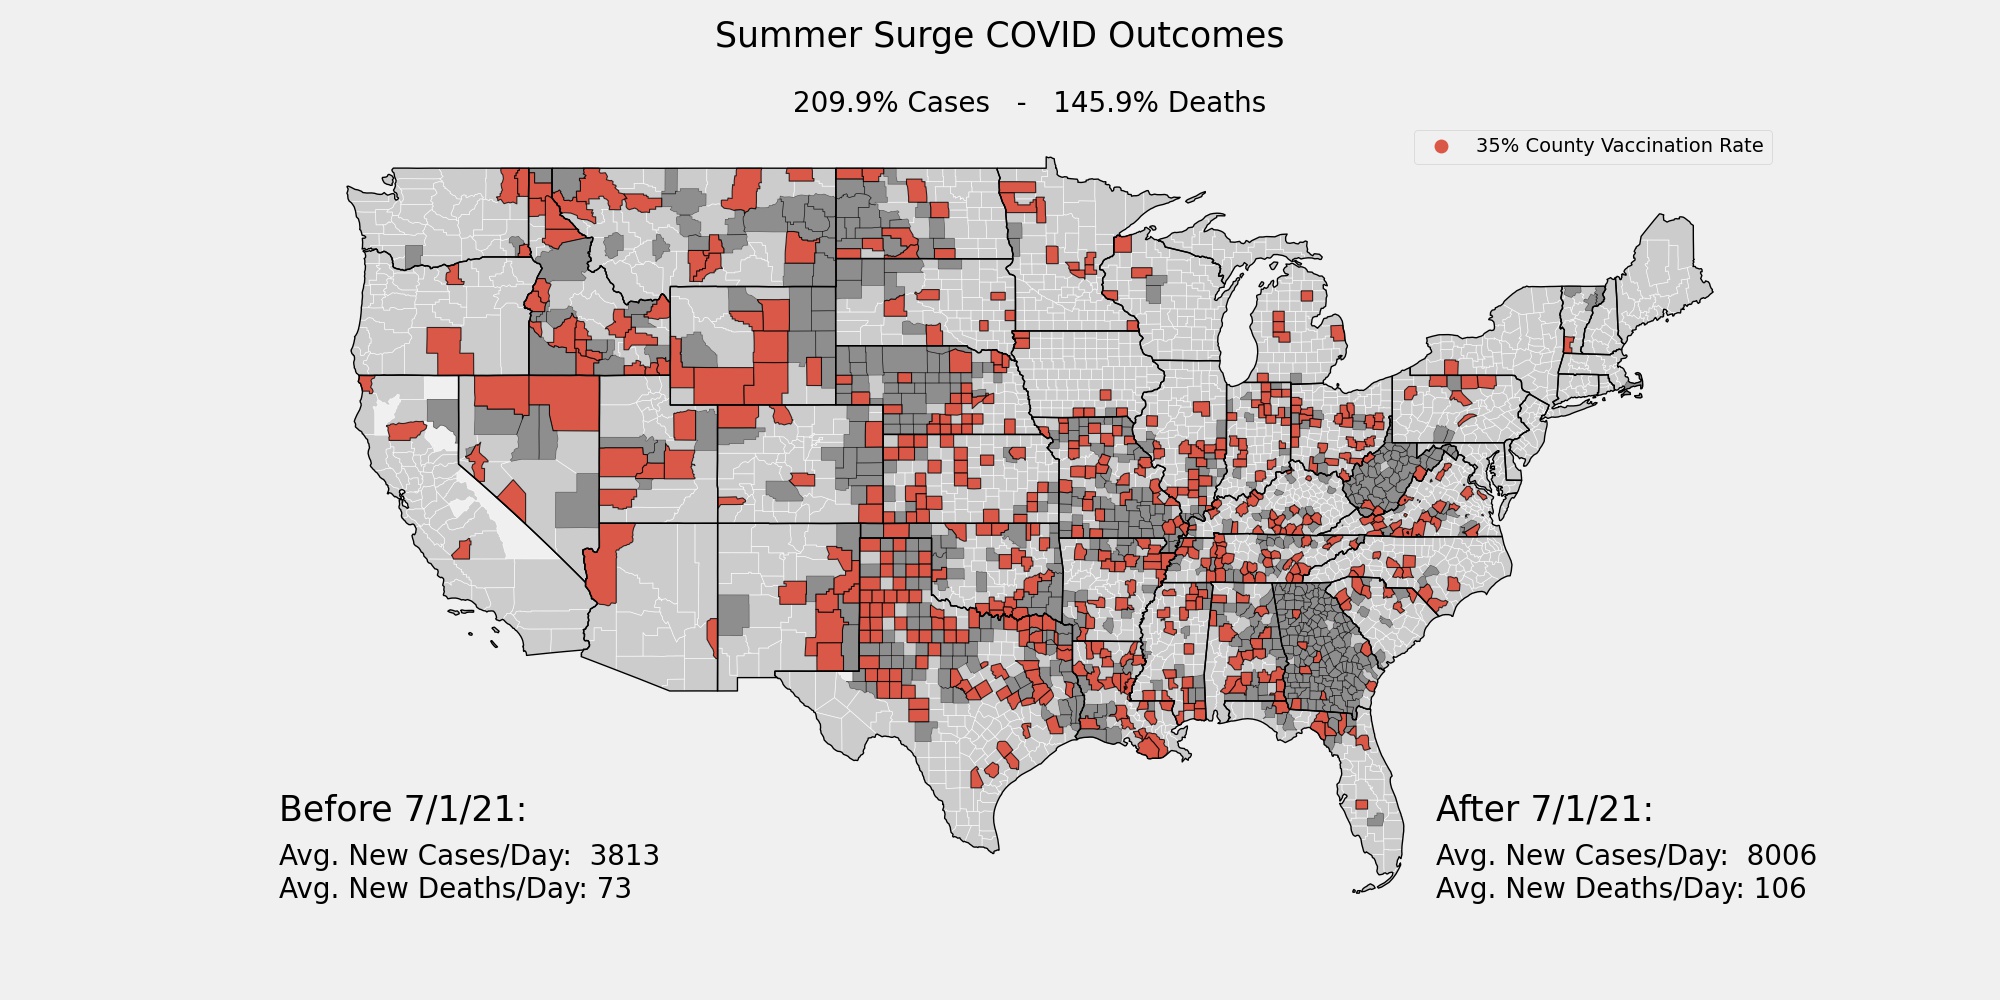 Summer Surge COVID Outcomes
209.9% Cases - 145.9% Deaths
35% County Vaccination Rate
Before 7/1/21:
Avg. New Cases/Day: 3813
Avg. New Deaths/Day: 73
After 7/1/21:
Avg. New Cases/Day: 8006
Avg. New Deaths/Day: 106